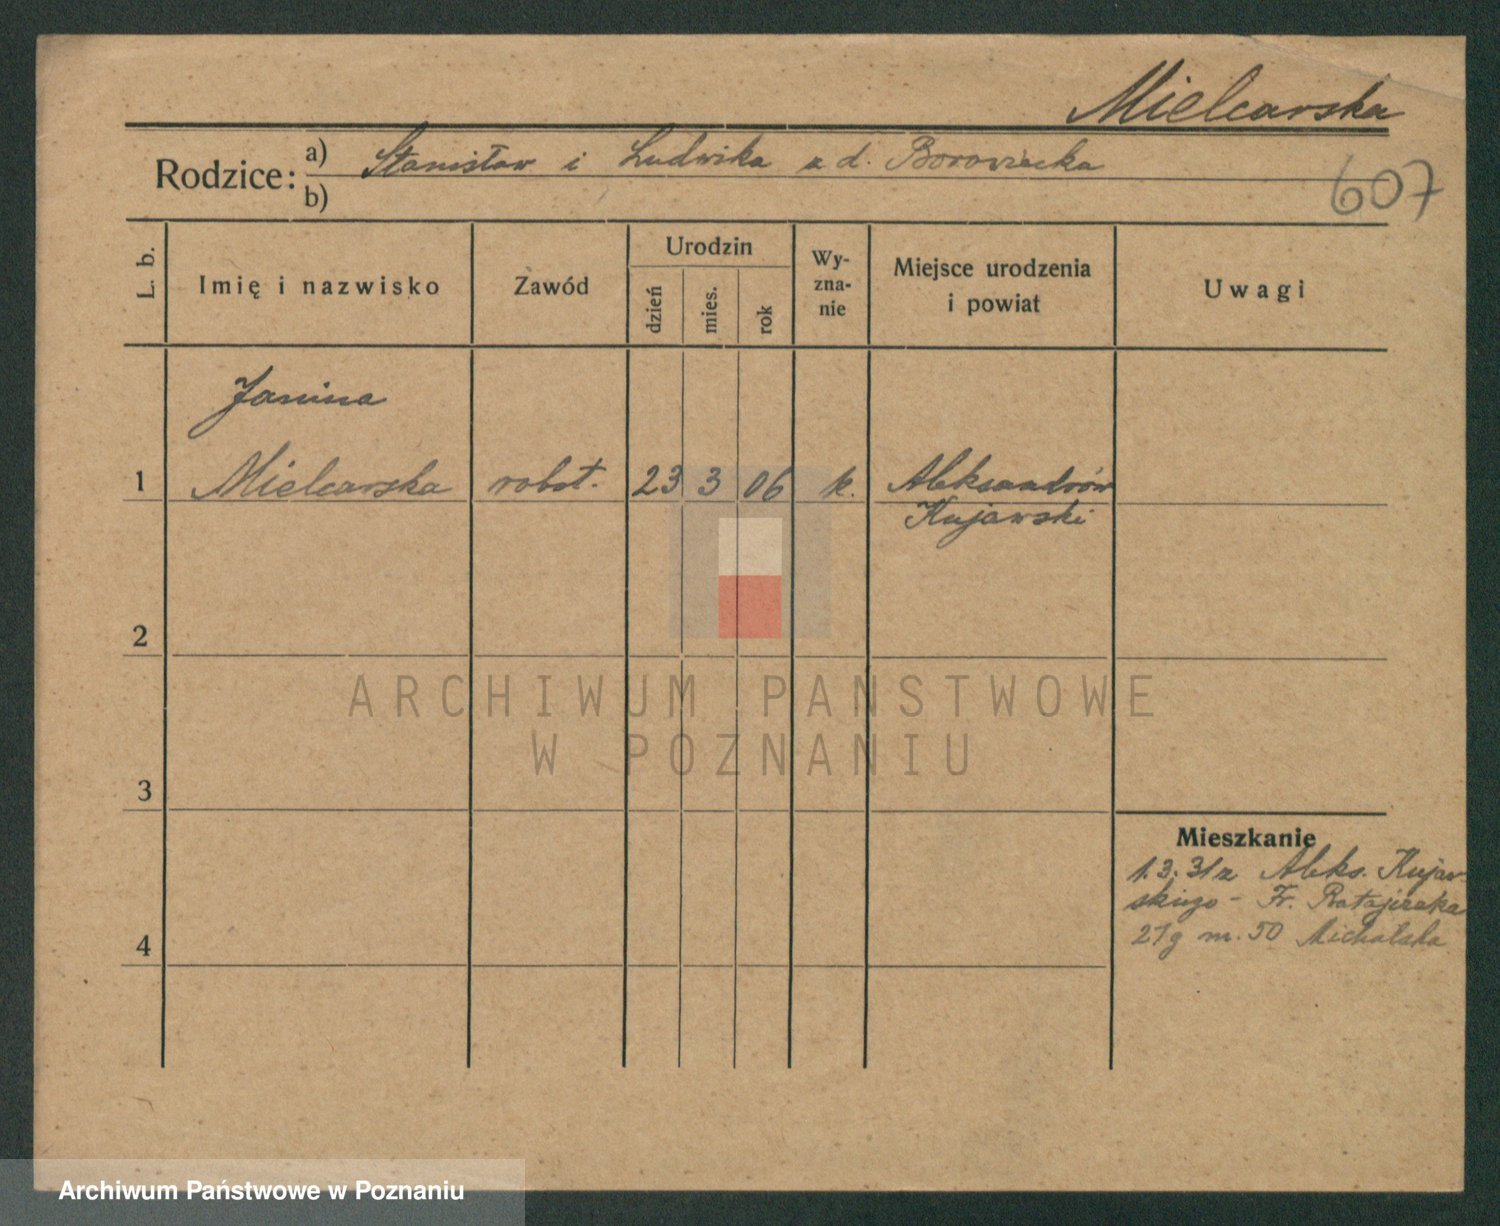 Mielcarska
Rodzice: a) Stanisław i Ludwika z d. Borowiecka
607
b)
L. b.
Imię i nazwisko
Zawód
Urodzin
dzień
mies.
rok
Wy-
zna-
nie
Miejsce urodzenia
i powiat
Uwagi
Janina
1 Mielcarska robot. 23 3 06 k. Aleksandrów
Kujawski
2
ARCHIWUM PAŃSTWOWE
W POZNANIU
3
Mieszkanie
1.3.31 z Aleks. Kujaw-
skiego - Fr. Ratajczaka
m. 50 Michalska
4
Archiwum Państwowe w Poznaniu